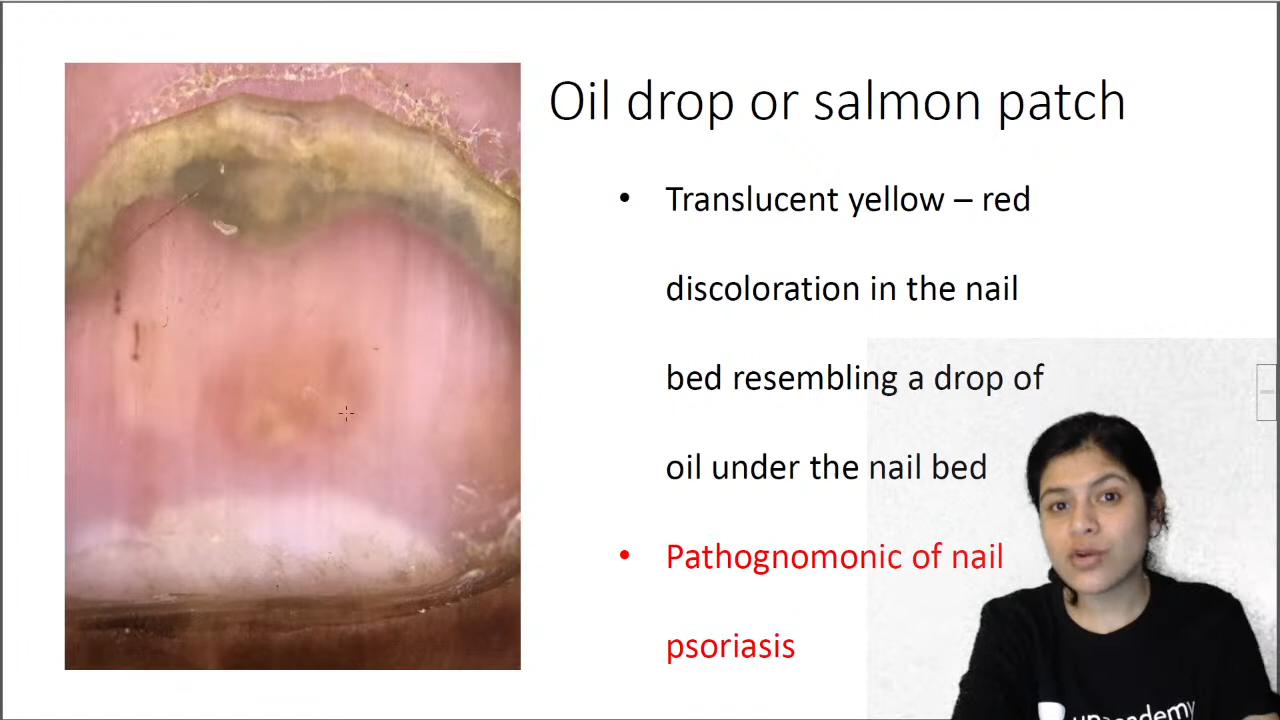 Oil drop or salmon patch
• Translucent yellow – red
discoloration in the nail
bed resembling a drop of
oil under the nail bed
• Pathognomonic of nail
psoriasis
unacademy